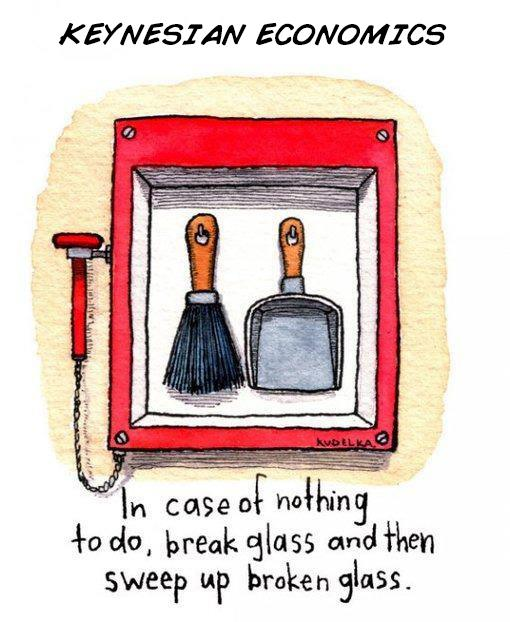 KEYNESIAN ECONOMICS
KUDELKA.
In case of nothing
to do, break glass and then
sweep up broken glass.